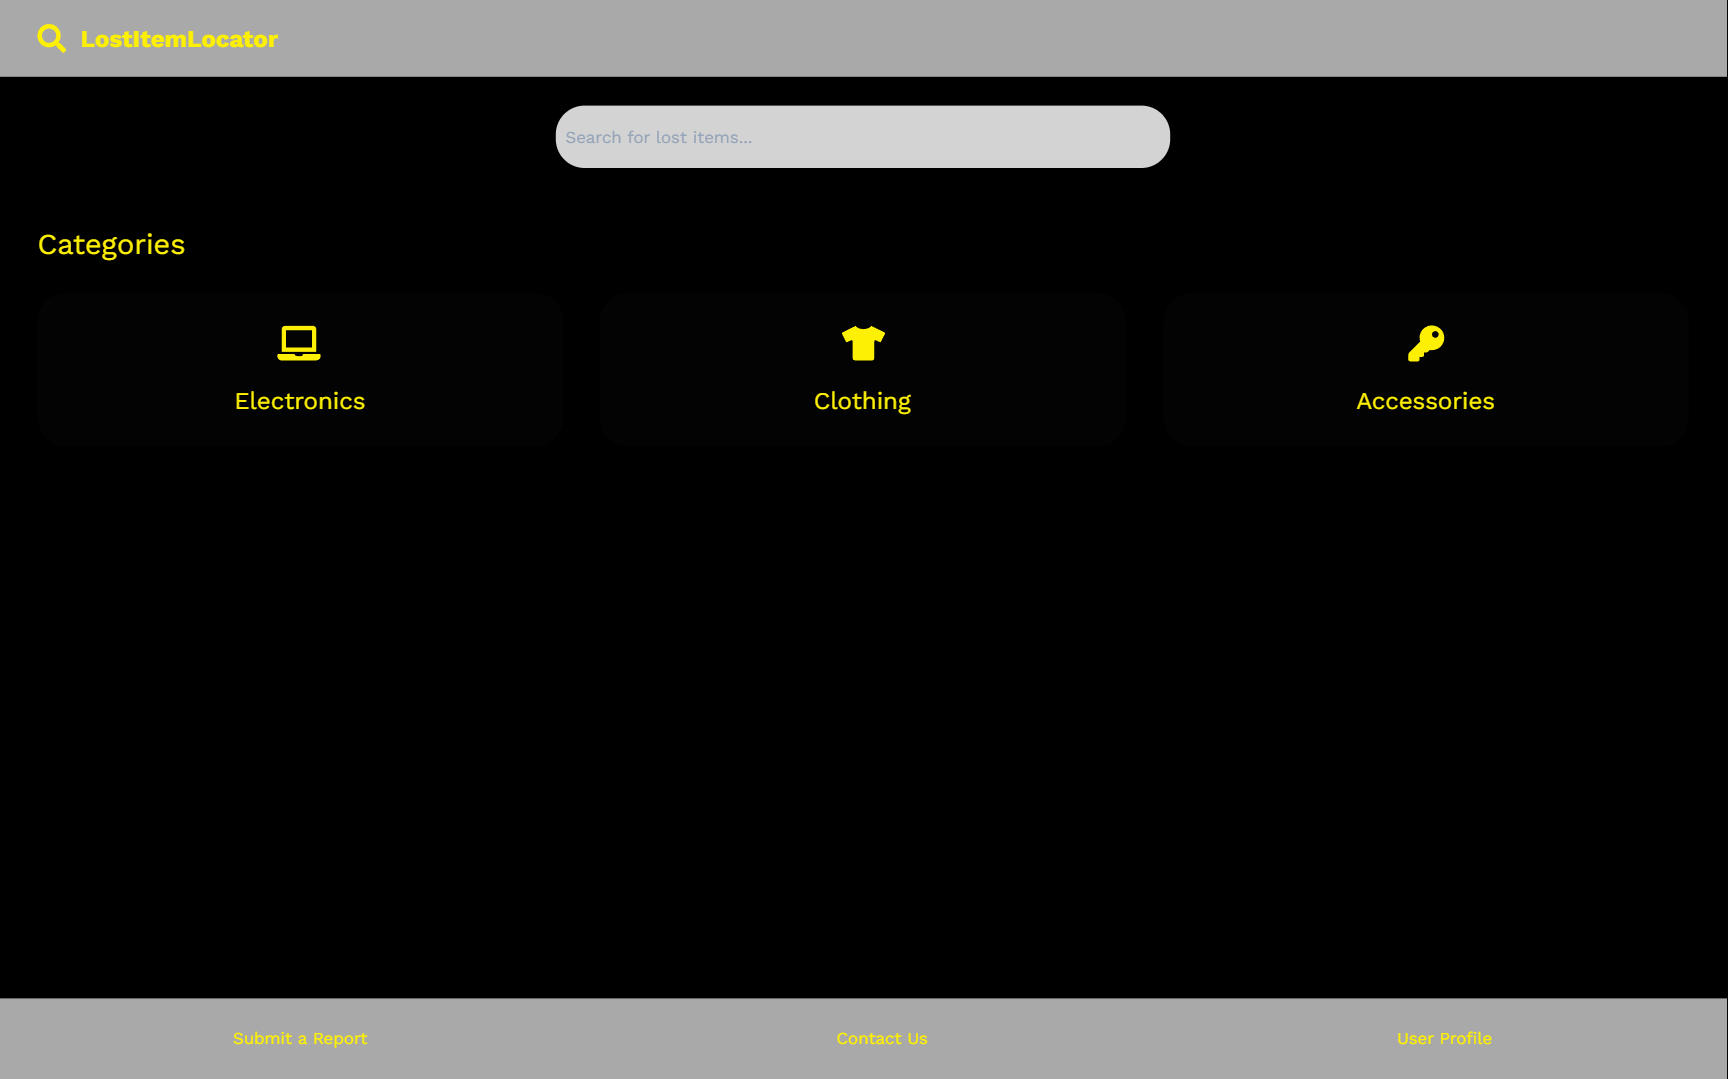 LostItemLocator
Search for lost items...
Categories
Electronics
Clothing
Accessories
Submit a Report
Contact Us
User Profile